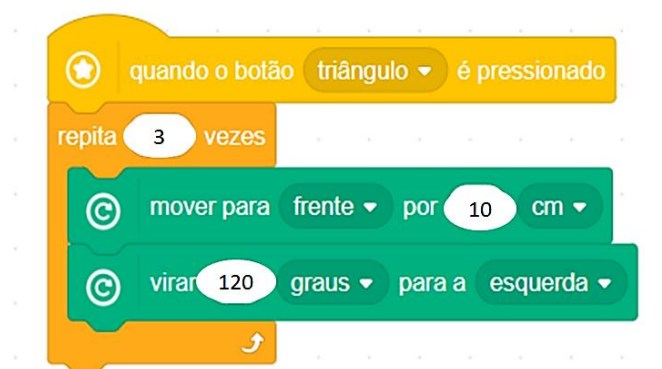 quando o botão triângulo é pressionado
repita 3 vezes
mover para frente por 10 cm
virar 120 graus para a esquerda